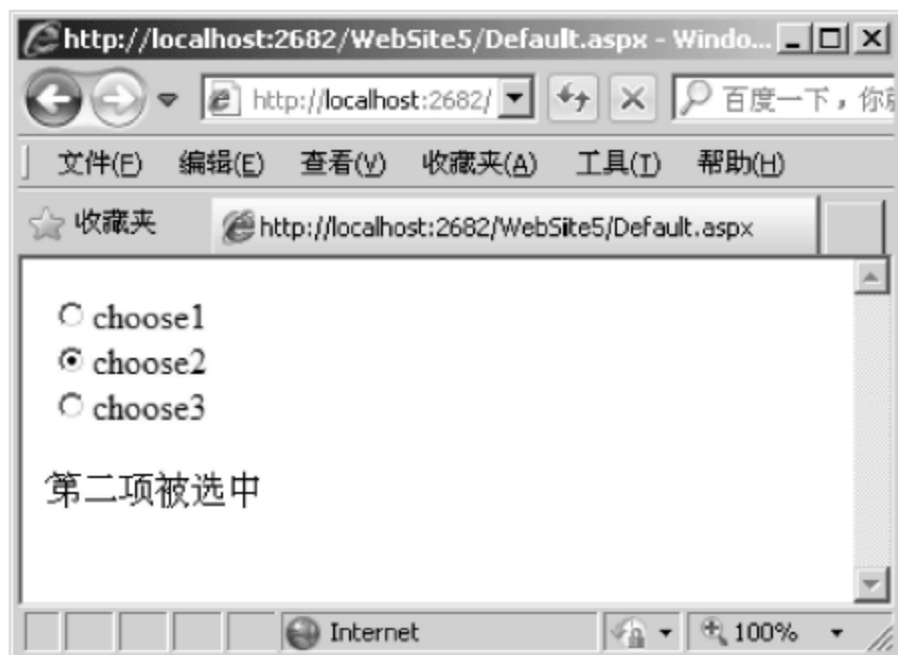 http://localhost:2682/WebSite5/Default.aspx - Windo...
http://localhost:2682/
百度一下，你
文件(F) 编辑(E) 查看(V) 收藏夹(A) 工具(T) 帮助(H)
收藏夹 http://localhost:2682/WebSite5/Default.aspx
choose1
choose2
choose3
第二项被选中
Internet 100%